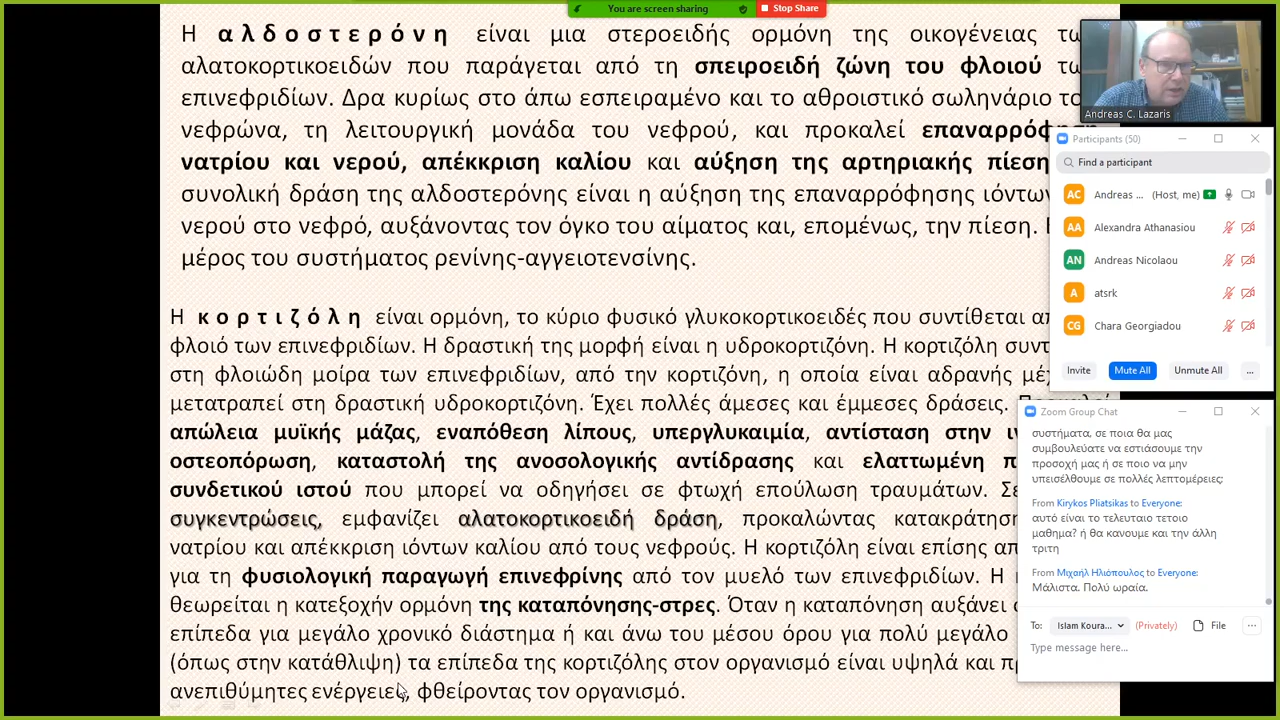 You are screen sharing
Stop Share
Η αλδοστερόνη είναι μια στεροειδής ορμόνη της οικογένειας
αλατοκορτικοειδών που παράγεται από τη σπειροειδή ζώνη του φλοιού
επινεφριδίων. Δρα κυρίως στο άπω εσπειραμένο και το αθροιστικό σωληνάριο
νεφρώνα, τη λειτουργική μονάδα του νεφρού, και προκαλεί επαναρρόφηση
νατρίου και νερού, απέκκριση καλίου και αύξηση της αρτηριακής
συνολική δράση της αλδοστερόνης είναι η αύξηση της επαναρρόφησης ιόντων
νερού στο νεφρό, αυξάνοντας τον όγκο του αίματος και, επομένως, την πίεση.
μέρος του συστήματος ρενίνης-αγγειοτενσίνης.
Η κορτιζόλη είναι ορμόνη, το κύριο φυσικό γλυκοκορτικοειδές που συντίθεται
φλοιό των επινεφριδίων. Η δραστική της μορφή είναι η υδροκορτιζόνη. Η κορτιζόλη
στη φλοιώδη μοίρα των επινεφριδίων, από την κορτιζόνη, η οποία είναι αδρανής
μετατραπεί στη δραστική υδροκορτιζόνη. Έχει πολλές άμεσες και έμμεσες δράσεις. Προκαλεί
απώλεια μυϊκής μάζας, εναπόθεση λίπους, υπεργλυκαιμία, αντίσταση στην
οστεοπόρωση, καταστολή της ανοσολογικής αντίδρασης και ελαττωμένη
συνδετικού ιστού που μπορεί να οδηγήσει σε φτωχή επούλωση τραυμάτων.
συγκεντρώσεις, εμφανίζει αλατοκορτικοειδή δράση, προκαλώντας
νατρίου και απέκκριση ιόντων καλίου από τους νεφρούς. Η κορτιζόλη είναι επίσης
για τη φυσιολογική παραγωγή επινεφρίνης από τον μυελό των επινεφριδίων. Η
θεωρείται η κατεξοχήν ορμόνη της καταπόνησης-στρες. Όταν η καταπόνηση αυξάνει
επίπεδα για μεγάλο χρονικό διάστημα ή και άνω του μέσου όρου για πολύ μεγάλο
(όπως στην κατάθλιψη) τα επίπεδα της κορτιζόλης στον οργανισμό είναι υψηλά και
ανεπιθύμητες ενέργειες, φθείροντας τον οργανισμό.
Andreas C. Lazaris
Participants (50)
Find a participant
AC Andreas ... (Host, me)
AA Alexandra Athanasiou
AN Andreas Nicolaou
A atsrk
CG Chara Georgiadou
Invite Mute All Unmute All ...
Zoom Group Chat
συστήματα, σε ποια θα μας
συμβουλεύατε να εστιάσουμε την
προσοχή μας ή σε ποιο να μην
υπεισέλθουμε σε πολλές λεπτομέρειες;
From Kirykos Pliatsikas to Everyone:
αυτό είναι το τελευταιο τετοιο
μαθημα? ή θα κανουμε και την άλλη
τριτη
From Μιχαήλ Ηλιόπουλος to Everyone:
Μάλιστα. Πολύ ωραία.
To: Islam Koura... (Privately) File ...
Type message here...